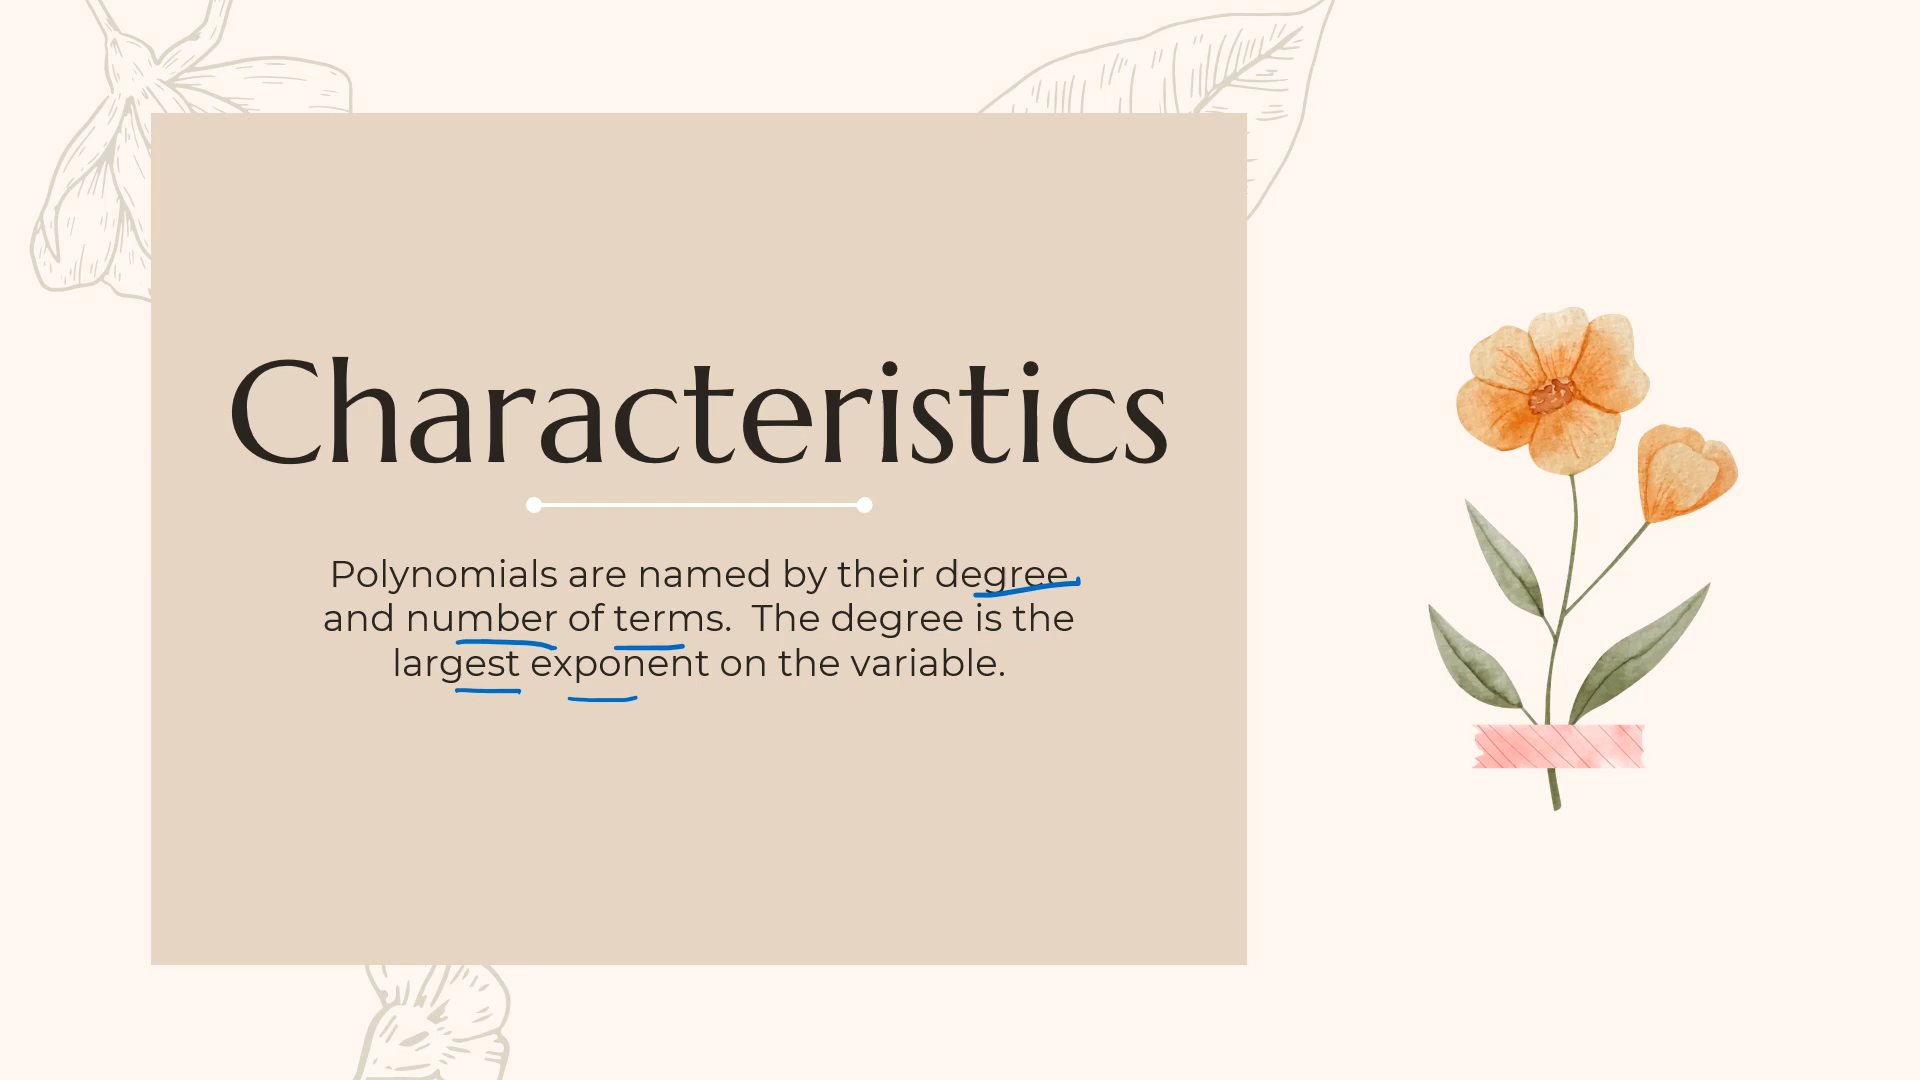 Characteristics
Polynomials are named by their degree
and number of terms.  The degree is the
largest exponent on the variable.